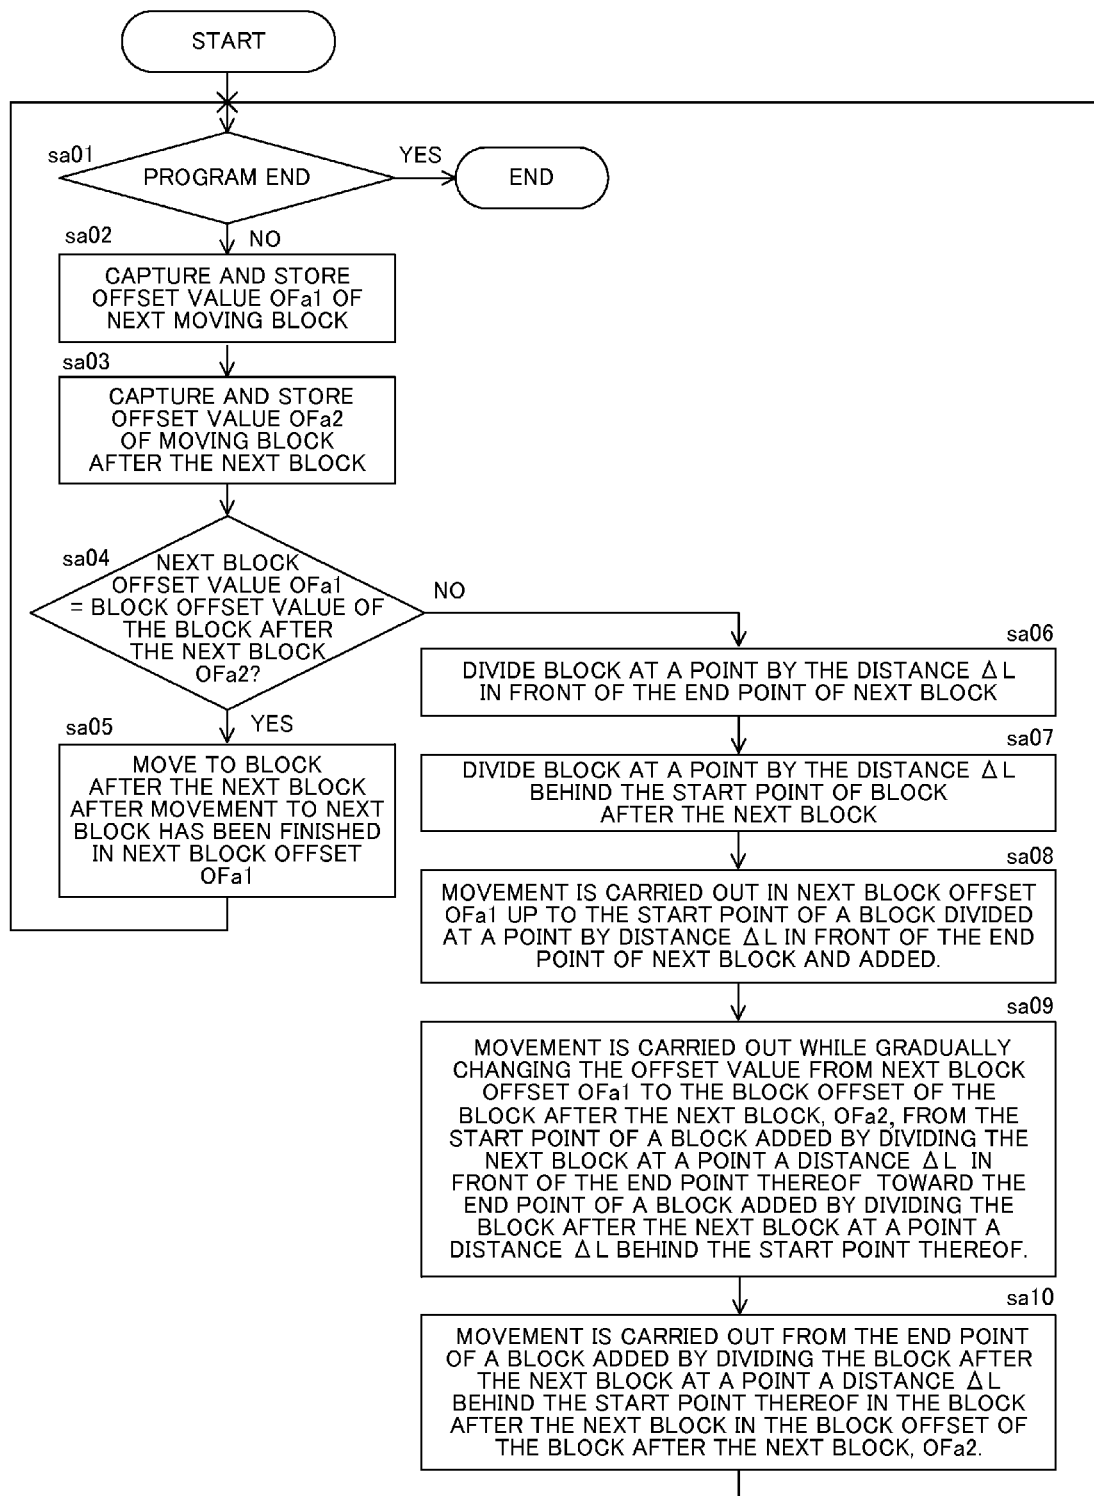 START
sa01
PROGRAM END
YES
END
sa02
NO
CAPTURE AND STORE
OFFSET VALUE OFa1 OF
NEXT MOVING BLOCK
sa03
CAPTURE AND STORE
OFFSET VALUE OFa2
OF MOVING BLOCK
AFTER THE NEXT BLOCK
sa04
NEXT BLOCK
OFFSET VALUE OFa1
= BLOCK OFFSET VALUE OF
THE BLOCK AFTER
THE NEXT BLOCK
OFa2?
NO
YES
sa05
MOVE TO BLOCK
AFTER THE NEXT BLOCK
AFTER MOVEMENT TO NEXT
BLOCK HAS BEEN FINISHED
IN NEXT BLOCK OFFSET
OFa1
sa06
DIVIDE BLOCK AT A POINT BY THE DISTANCE ΔL
IN FRONT OF THE END POINT OF NEXT BLOCK
sa07
DIVIDE BLOCK AT A POINT BY THE DISTANCE ΔL
BEHIND THE START POINT OF BLOCK
AFTER THE NEXT BLOCK
sa08
MOVEMENT IS CARRIED OUT IN NEXT BLOCK OFFSET
OFa1 UP TO THE START POINT OF A BLOCK DIVIDED
AT A POINT BY DISTANCE ΔL IN FRONT OF THE END
POINT OF NEXT BLOCK AND ADDED.
sa09
MOVEMENT IS CARRIED OUT WHILE GRADUALLY
CHANGING THE OFFSET VALUE FROM NEXT BLOCK
OFFSET OFa1 TO THE BLOCK OFFSET OF THE
BLOCK AFTER THE NEXT BLOCK, OFa2, FROM THE
START POINT OF A BLOCK ADDED BY DIVIDING THE
NEXT BLOCK AT A POINT A DISTANCE ΔL IN
FRONT OF THE END POINT THEREOF TOWARD THE
END POINT OF A BLOCK ADDED BY DIVIDING THE
BLOCK AFTER THE NEXT BLOCK AT A POINT A
DISTANCE ΔL BEHIND THE START POINT THEREOF.
sa10
MOVEMENT IS CARRIED OUT FROM THE END POINT
OF A BLOCK ADDED BY DIVIDING THE BLOCK AFTER
THE NEXT BLOCK AT A POINT A DISTANCE ΔL
BEHIND THE START POINT THEREOF IN THE BLOCK
AFTER THE NEXT BLOCK IN THE BLOCK OFFSET OF
THE BLOCK AFTER THE NEXT BLOCK, OFa2.